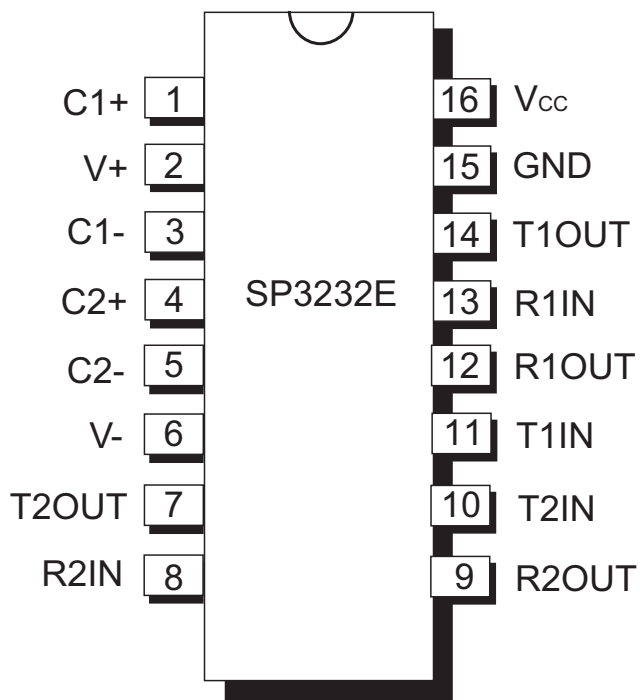 C1+ 1 16 VCC
V+ 2 15 GND
C1- 3 14 T1OUT
C2+ 4 SP3232E 13 R1IN
C2- 5 12 R1OUT
V- 6 11 T1IN
T2OUT 7 10 T2IN
R2IN 8 9 R2OUT